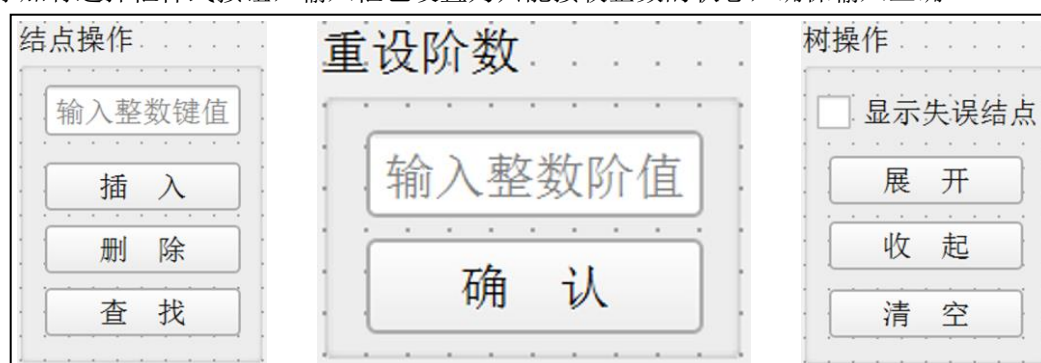 结点操作
输入整数键值
插 入
删 除
查 找
重设阶数
输入整数阶值
确 认
树操作
显示失误结点
展 开
收 起
清 空